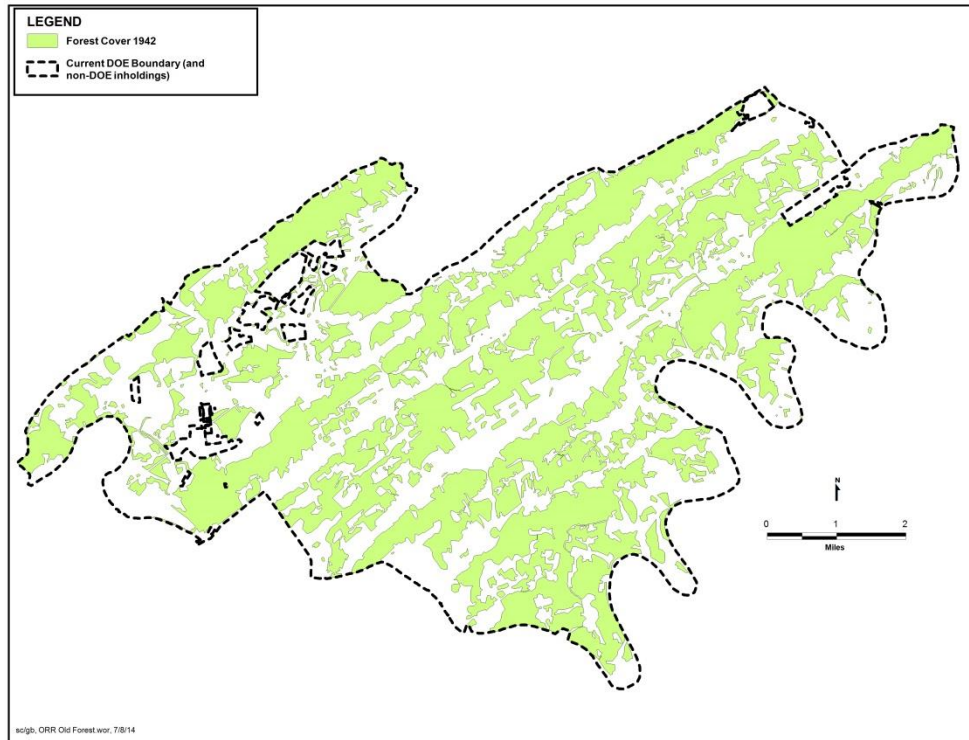 LEGEND
Forest Cover 1942
Current DOE Boundary (and
non-DOE inholdings)
N
0 1 2
Miles
sc/gb, ORR Old Forest.wor, 7/8/14